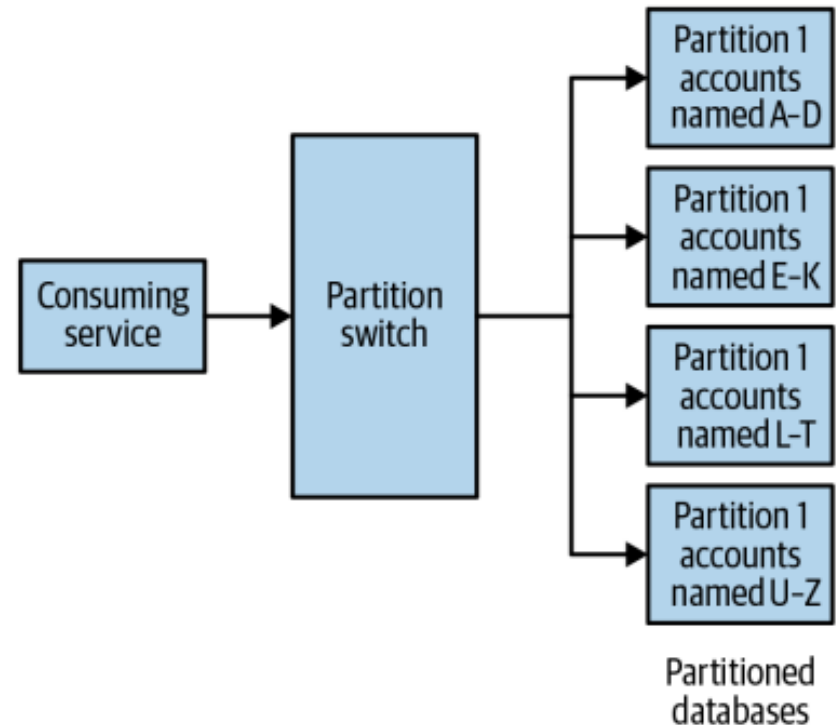 Consuming
service
Partition
switch
Partition 1
accounts
named A–D
Partition 1
accounts
named E–K
Partition 1
accounts
named L–T
Partition 1
accounts
named U–Z
Partitioned
databases